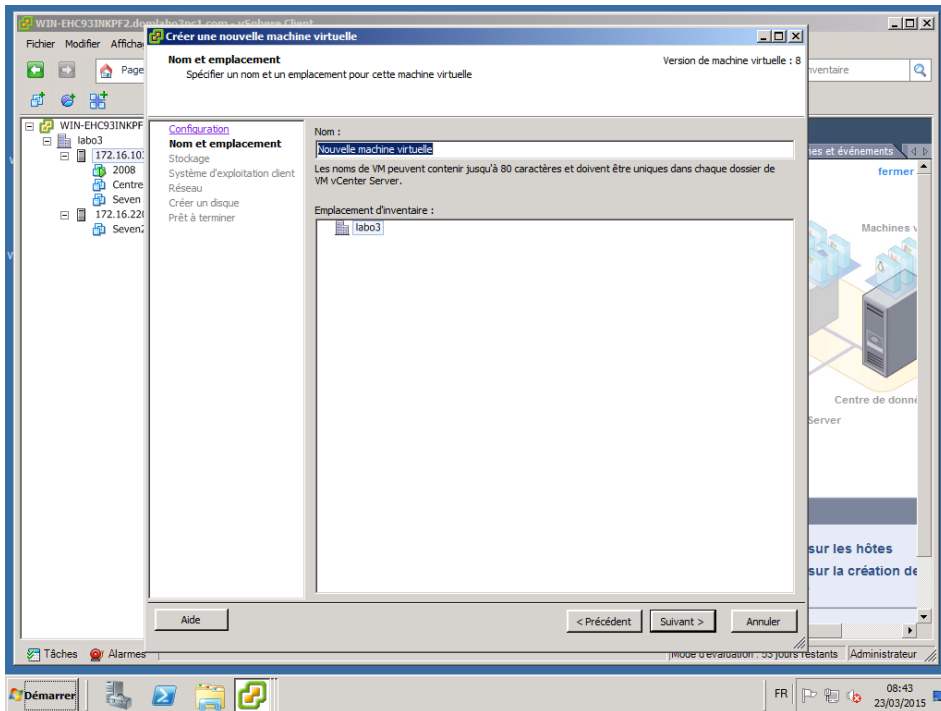 WIN-EHC93INKPF2.domlabo3pc1.com - vSphere Client
Fichier Modifier Afficha
Page
nventaire
WIN-EHC93INKPF
labo3
172.16.10
2008
Centre
Seven
172.16.22
Seven2
Créer une nouvelle machine virtuelle
Nom et emplacement
Spécifier un nom et un emplacement pour cette machine virtuelle
Version de machine virtuelle : 8
Configuration
Nom et emplacement
Stockage
Système d'exploitation client
Réseau
Créer un disque
Prêt à terminer
Nom :
Nouvelle machine virtuelle
Les noms de VM peuvent contenir jusqu'à 80 caractères et doivent être uniques dans chaque dossier de
VM vCenter Server.
Emplacement d'inventaire :
labo3
Aide
< Précédent
Suivant >
Annuler
nes et événements
fermer
Machines v
Centre de donné
Server
sur les hôtes
sur la création de
Tâches
Alarmes
Mode d'évaluation : 53 jours restants
Administrateur
Démarrer
FR
08:43
23/03/2015